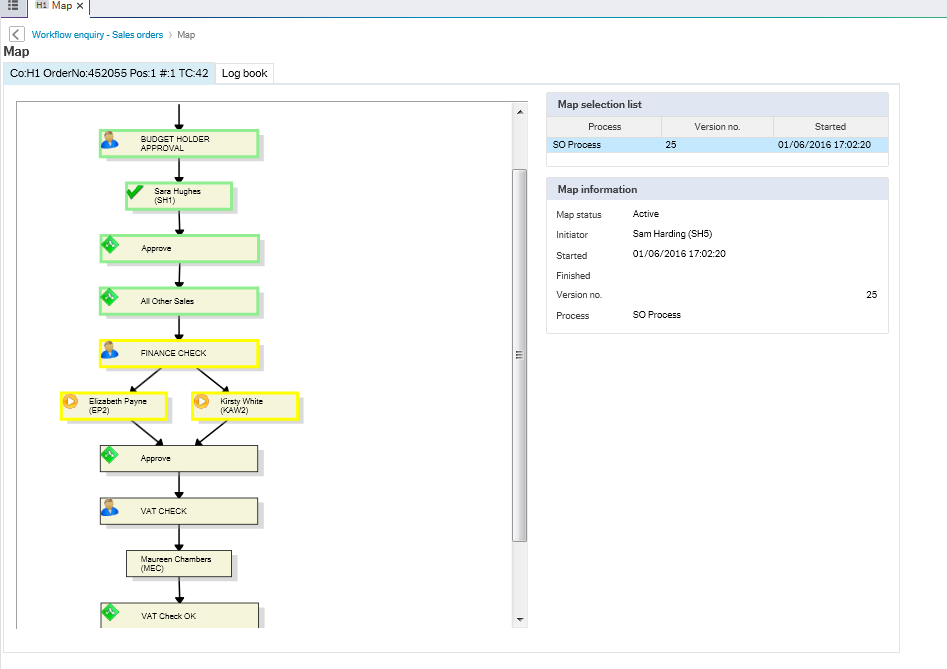 H1 Map ×
Workflow enquiry - Sales orders › Map
Map
Co:H1 OrderNo:452055 Pos:1 #:1 TC:42
Log book
BUDGET HOLDER
APPROVAL
Sara Hughes
(SH1)
Approve
All Other Sales
FINANCE CHECK
Elizabeth Payne
(EP2)
Kirsty White
(KAW2)
Approve
VAT CHECK
Maureen Chambers
(MEC)
VAT Check OK
Map selection list
Process Version no. Started
SO Process 25 01/06/2016 17:02:20
Map information
Map status Active
Initiator Sam Harding (SH5)
Started 01/06/2016 17:02:20
Finished
Version no. 25
Process SO Process